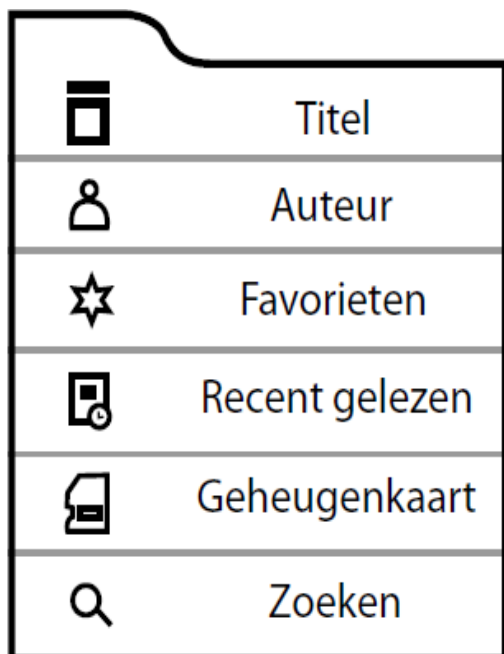 Titel
Auteur
Favorieten
Recent gelezen
Geheugenkaart
Zoeken